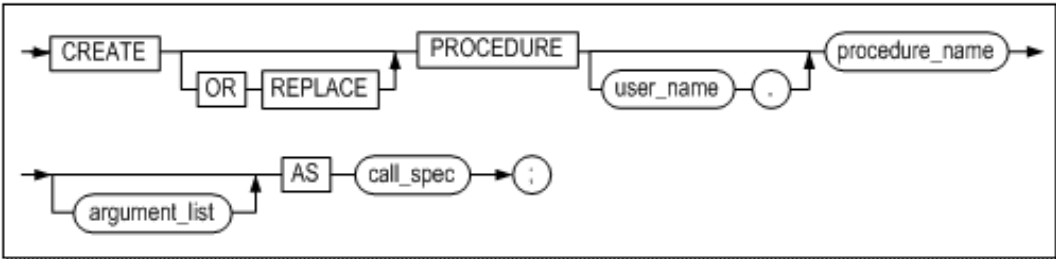 CREATE PROCEDURE procedure_name
OR REPLACE user_name .
AS call_spec ;
argument_list